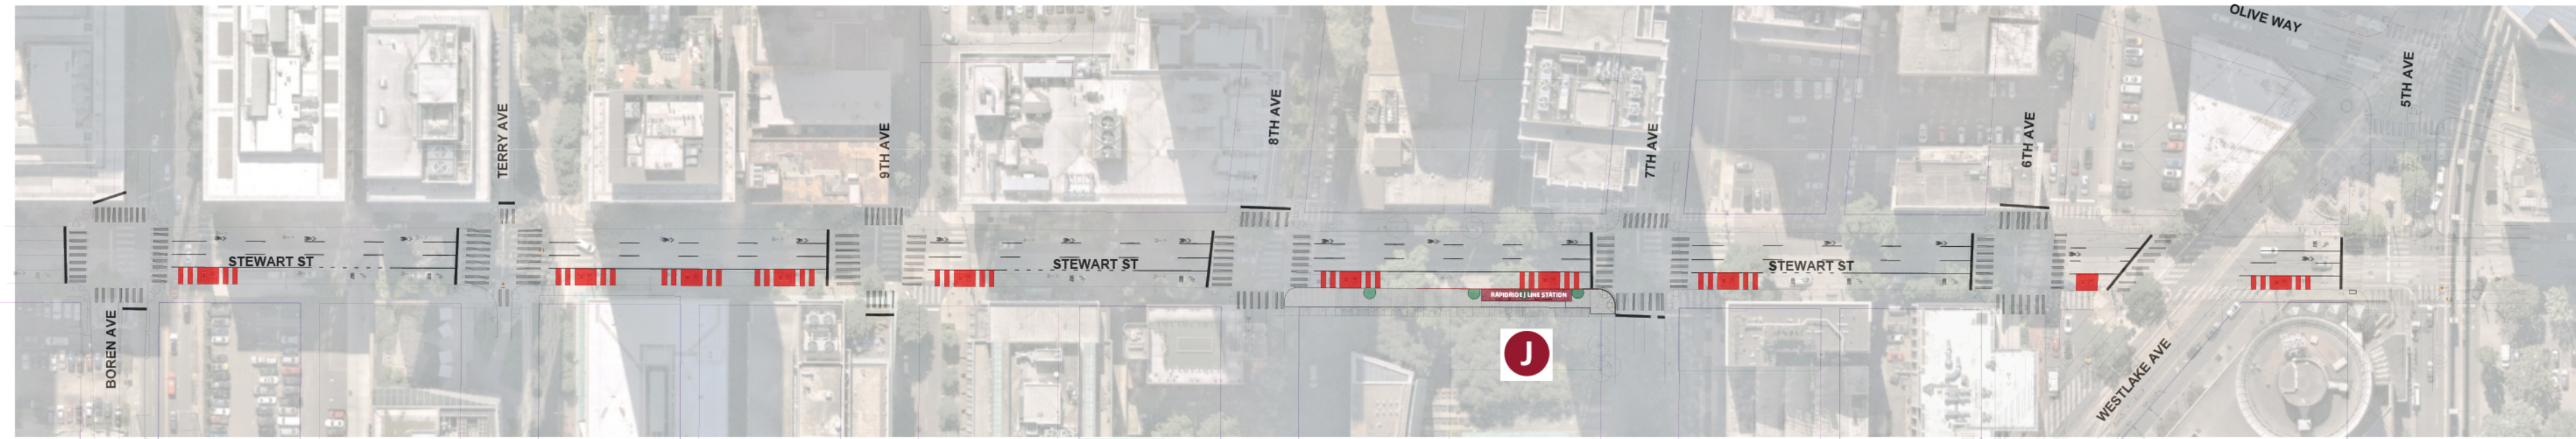 OLIVE WAY
5TH AVE
TERRY AVE
9TH AVE
8TH AVE
7TH AVE
6TH AVE
STEWART ST
STEWART ST
STEWART ST
RAPIDRIDE J LINE STATION
BOREN AVE
J
WESTLAKE AVE